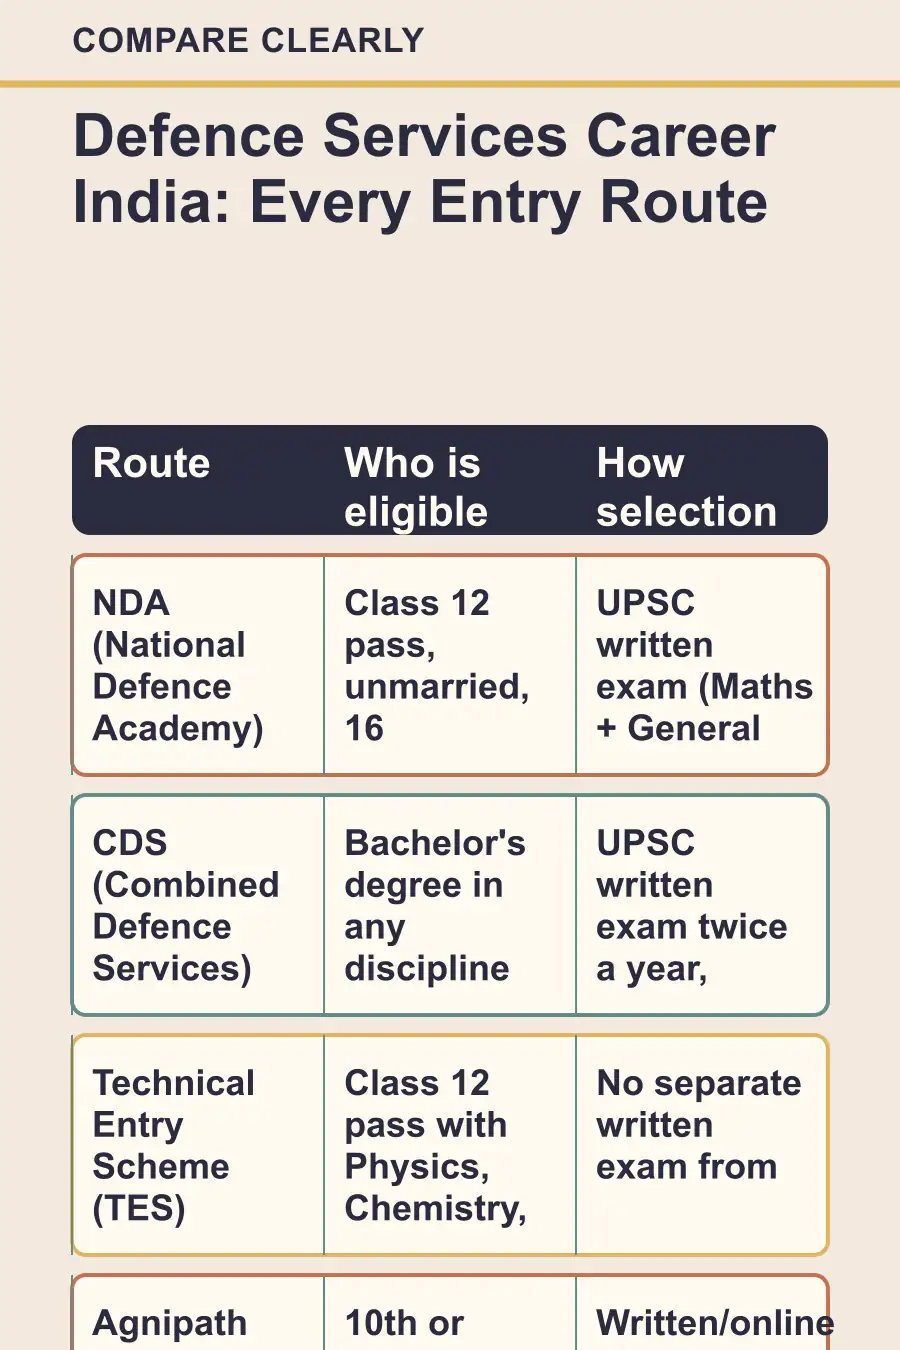 COMPARE CLEARLY
Defence Services Career
India: Every Entry Route
Route
Who is
eligible
How
selection
NDA
(National
Defence
Academy)
Class 12
pass,
unmarried,
16
UPSC
written
exam (Maths
+ General
CDS
(Combined
Defence
Services)
Bachelor's
degree in
any
discipline
UPSC
written
exam twice
a year,
Technical
Entry
Scheme
(TES)
Class 12
pass with
Physics,
Chemistry,
No separate
written
exam from
Agnipath
10th or
Written/online